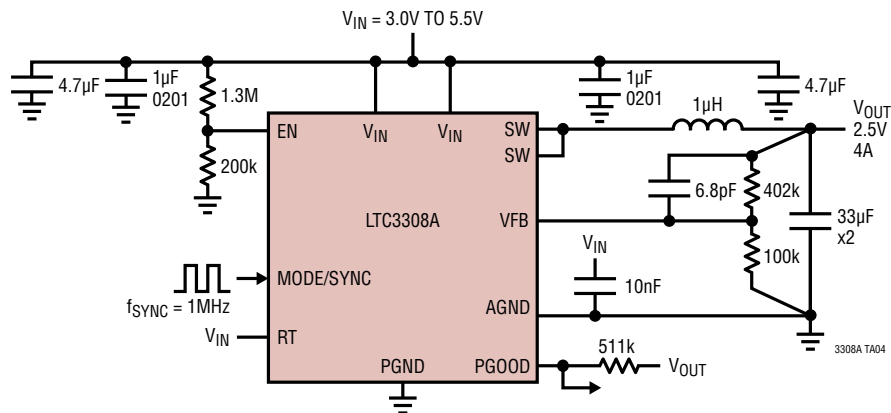 V_IN = 3.0V TO 5.5V
4.7µF
1µF
0201
1.3M
200k
1µF
0201
4.7µF
1µH
V_OUT
2.5V
4A
EN
V_IN
V_IN
SW
SW
6.8pF
402k
LTC3308A
VFB
33µF
x2
100k
V_IN
10nF
MODE/SYNC
f_SYNC = 1MHz
AGND
V_IN
RT
3308A TA04
511k
PGND
PGOOD
V_OUT